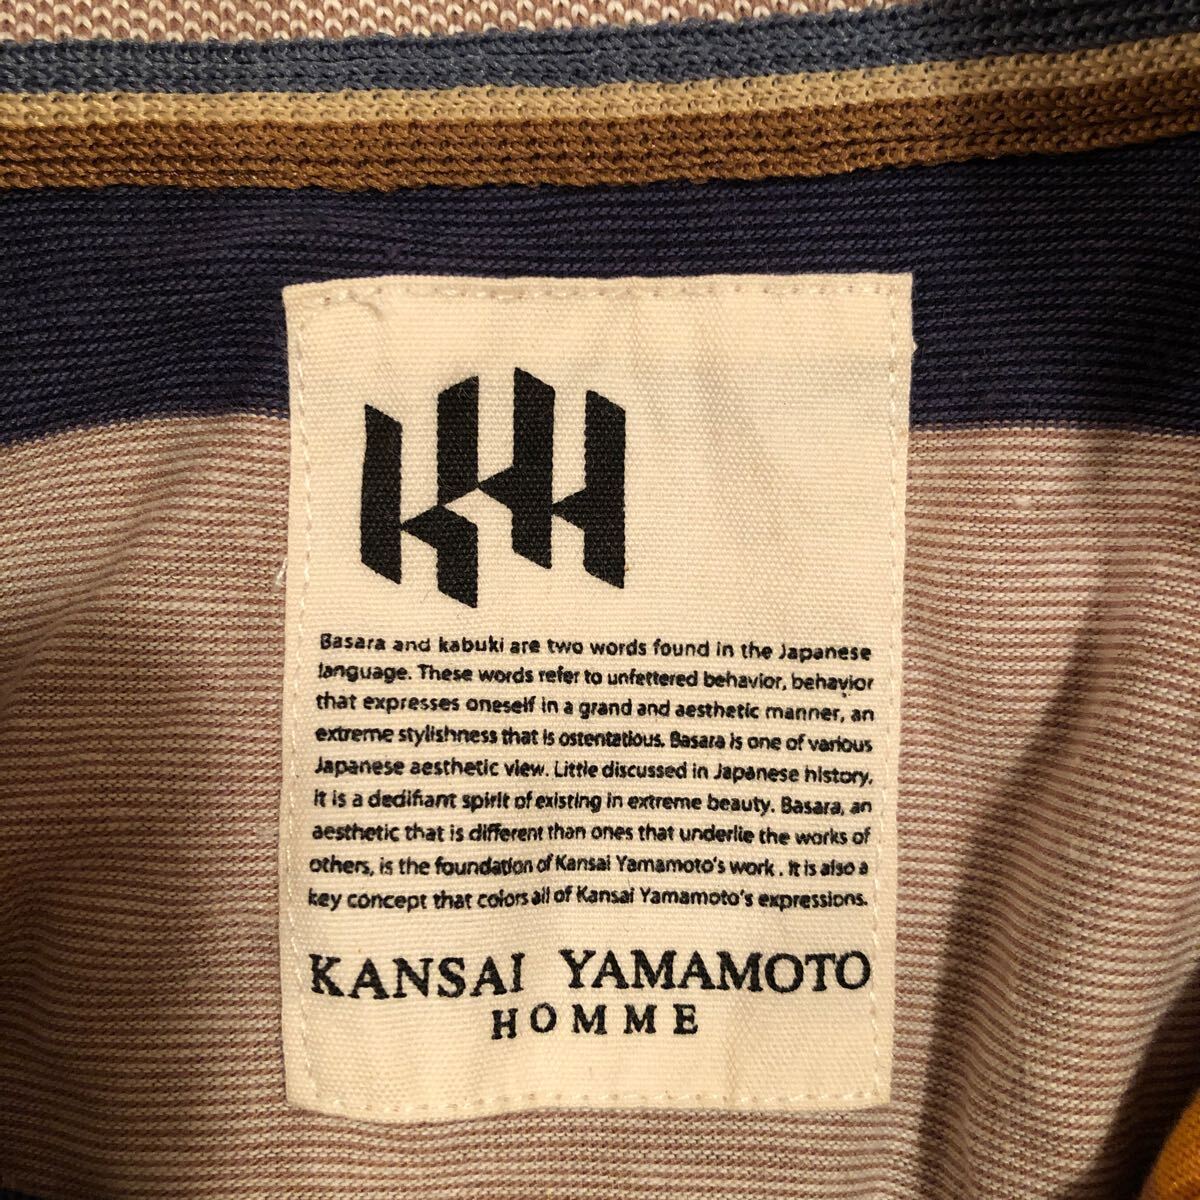 KH
Basara and kabuki are two words found in the Japanese
language. These words refer to unfettered behavior, behavior
that expresses oneself in a grand and aesthetic manner, an
extreme stylishness that is ostentatious. Basara is one of various
Japanese aesthetic view. Little discussed in Japanese history,
it is a dedifiant spirit of existing in extreme beauty. Basara, an
aesthetic that is different than ones that underlie the works of
others, is the foundation of Kansai Yamamoto's work . It is also a
key concept that colors all of Kansai Yamamoto's expressions.
KANSAI YAMAMOTO
HOMME